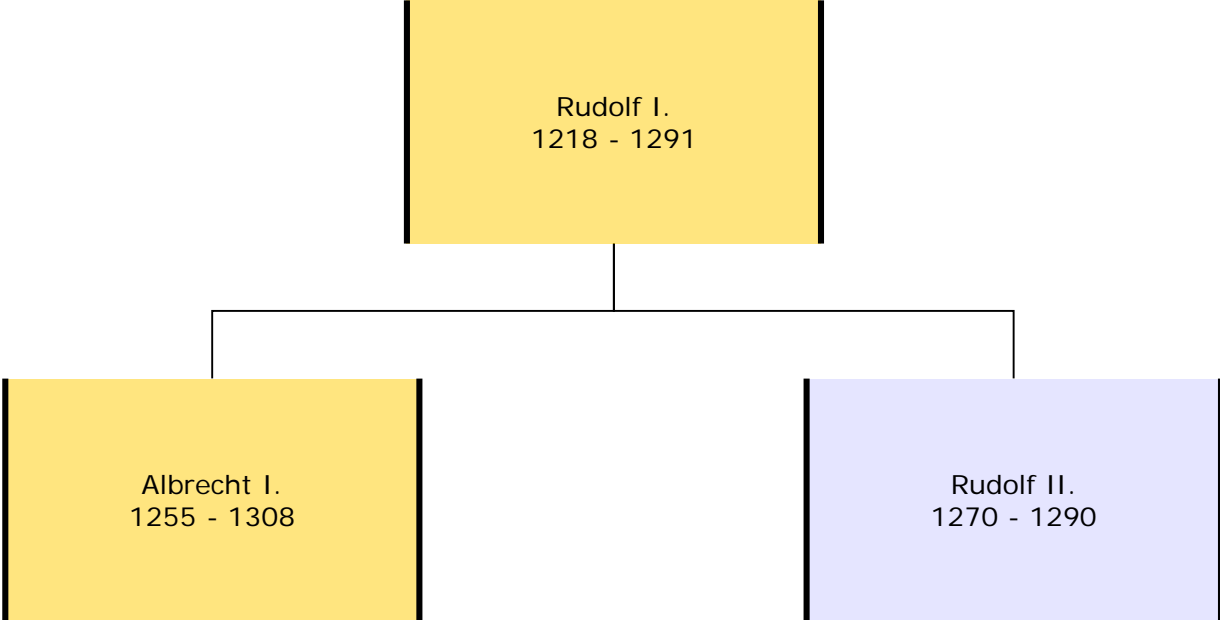 Rudolf I.
1218 - 1291
Albrecht I.
1255 - 1308
Rudolf II.
1270 - 1290